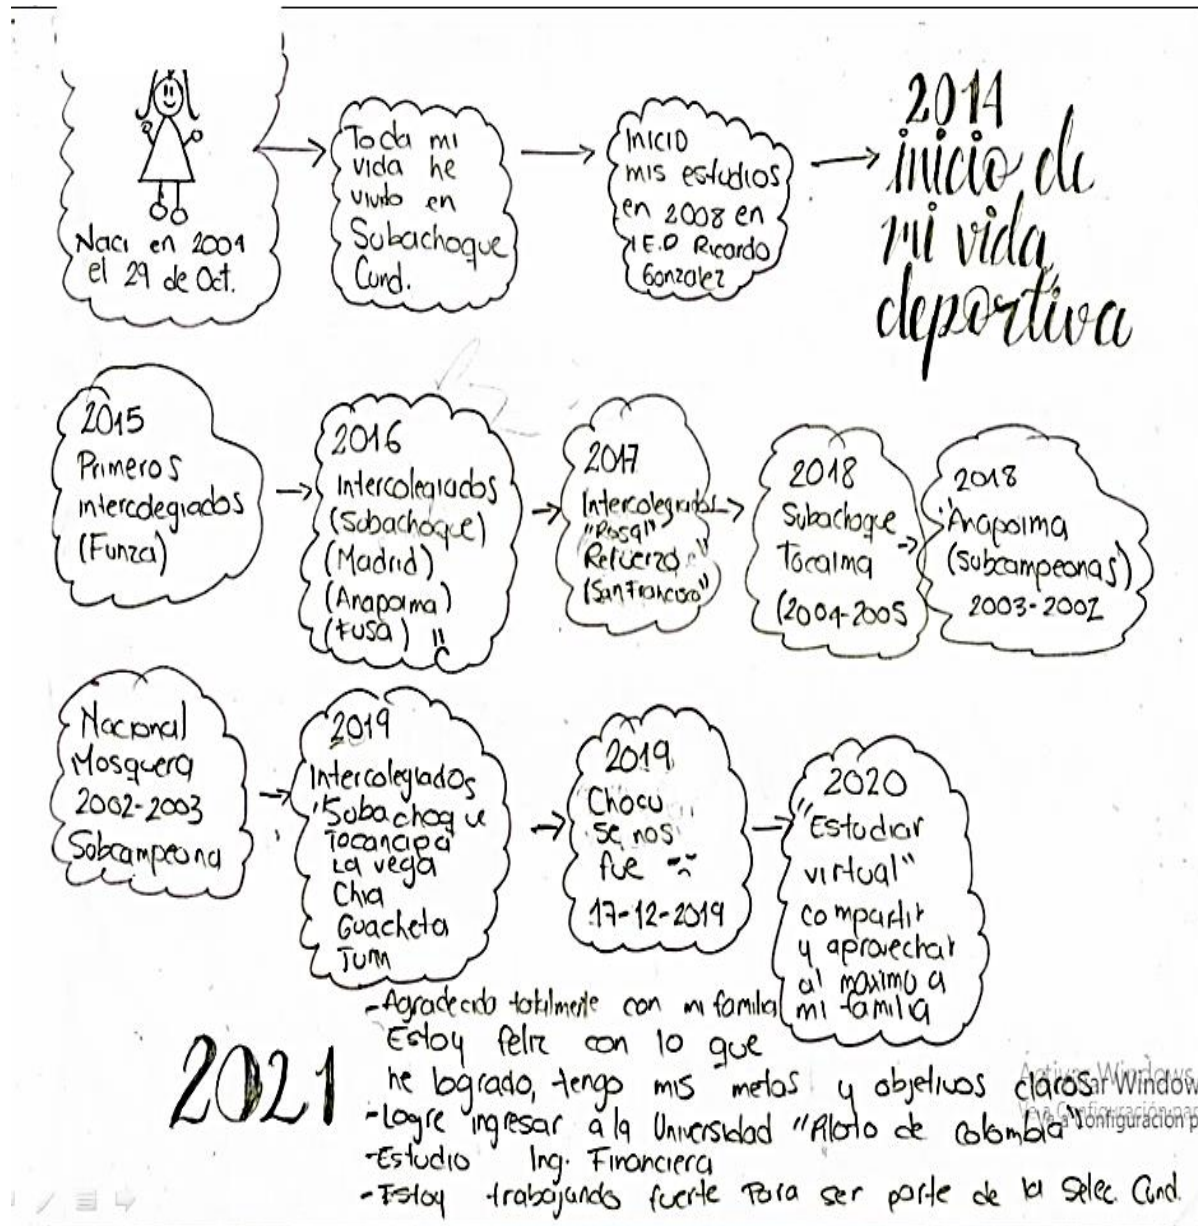 Naci en 2004
el 29 de Oct.
Toda mi
vida he
vivido en
Subachoque
Cund.
INICIO
mis estudios
en 2008 en
I.E.D Ricardo
Gonzalez
2014
inicio de
mi vida
deportiva
2015
Primeros
intercolegiados
(Funza)
2016
Intercolegiados
(Subachoque)
(Madrid)
(Anapoima)
(Fusa)
2017
Intercolegiados
"Rosa"
Refuerzo
(San Francisco")
2018
Subachoque
Tocaima
(2004-2005
2018
Anapoima
(subcampeonas)
2003-2002
Nacional
Mosquera
2002-2003
Subcampeona
2019
Intercolegiados
"Subachoque
Tocancipa
La vega
Chia
Guacheta
2019
Chocu
se nos
fue
17-12-2019
2020
"Estudiar
virtual"
compartir
y aprovechar
al maximo a
mi familia
2021
-Agradecido totalmente con mi familia
Estoy feliz con lo que
he logrado, tengo mis metas y objetivos claros
-Logre ingresar a la Universidad "Piloto de Colombia"
-Estudio Ing. Financiera
-Estoy trabajando fuerte Para ser parte de la Selec. Cund.